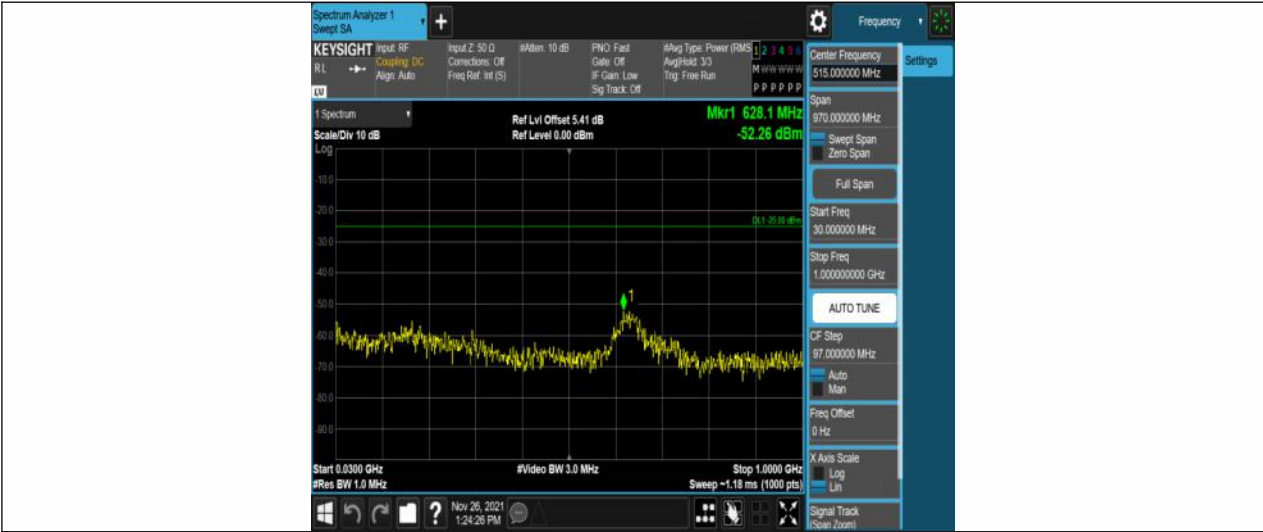 Spectrum Analyzer 1
Swept SA
+
Frequency
KEYSIGHT
RL
LV
Input: RF
Coupling: DC
Align: Auto
Input Z: 50 Ω
Corrections: Off
Freq Ref: Int (S)
#Atten: 10 dB
PNO: Fast
Gate: Off
IF Gain: Low
Sig Track: Off
#Avg Type: Power (RMS
Avg|Hold: 3/3
Trig: Free Run
1 2 3 4 5 6
M W W W W W
P P P P P P
1 Spectrum
Scale/Div 10 dB
Log
Ref Lvl Offset 5.41 dB
Ref Level 0.00 dBm
Mkr1 628.1 MHz
-52.26 dBm
-10.0
-20.0
DL1 -25.00 dBm
-30.0
-40.0
-50.0
1
-60.0
-70.0
-80.0
-90.0
Start 0.0300 GHz
#Res BW 1.0 MHz
#Video BW 3.0 MHz
Stop 1.0000 GHz
Sweep ~1.18 ms (1000 pts)
?
Nov 26, 2021
1:24:26 PM
Center Frequency
515.000000 MHz
Settings
Span
970.000000 MHz
Swept Span
Zero Span
Full Span
Start Freq
30.000000 MHz
Stop Freq
1.000000000 GHz
AUTO TUNE
CF Step
97.000000 MHz
Auto
Man
Freq Offset
0 Hz
X Axis Scale
Log
Lin
Signal Track
(Span Zoom)